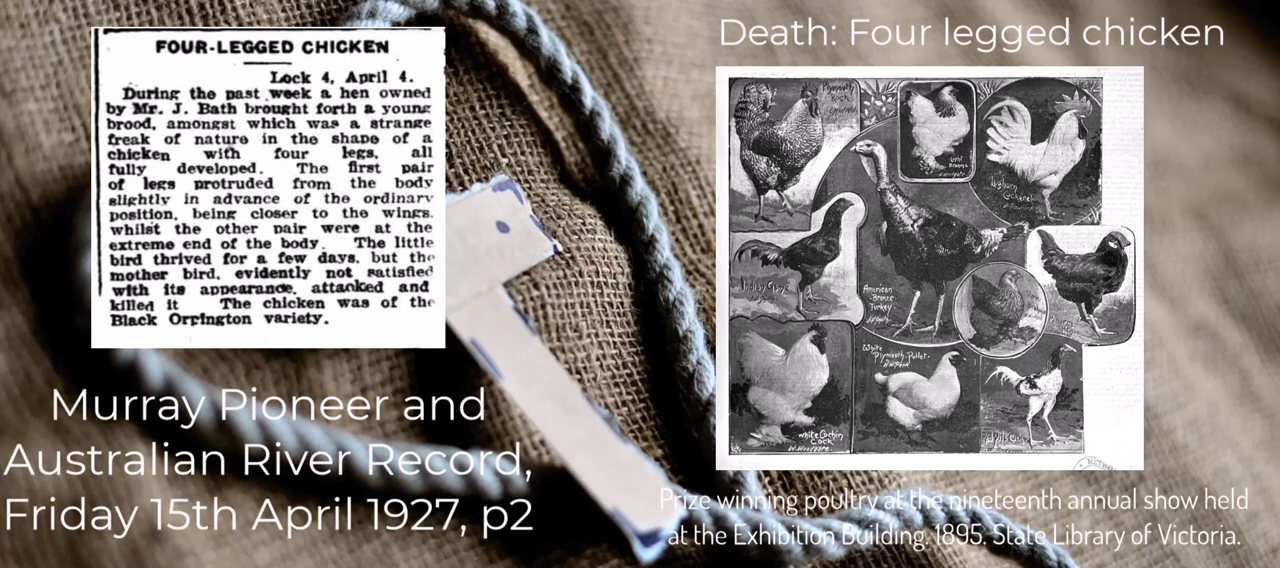 FOUR-LEGGED CHICKEN
Lock 4, April 4.
During the past week a hen owned
by Mr. J. Bath brought forth a young
brood, amongst which was a strange
freak of nature in the shape of a
chicken with four legs, all
fully developed. The first pair
of legs protruded from the body
slightly in advance of the ordinary
position, being closer to the wings.
whilst the other pair were at the
extreme end of the body. The little
bird thrived for a few days, but the
mother bird, evidently not satisfied
with its appearance, attacked and
killed it The chicken was of the
Black Orpington variety.
Murray Pioneer and
Australian River Record,
Friday 15th April 1927, p2
Death: Four legged chicken
Plymouth
Rock
Light
Brahma
Leghorn
Cockerel
Indian Game
American
Bronze
Turkey
White
Plymouth Pullet
White Cochin
Cock
W. Woodgate
Prize winning poultry at the nineteenth annual show held
at the Exhibition Building. 1895. State Library of Victoria.